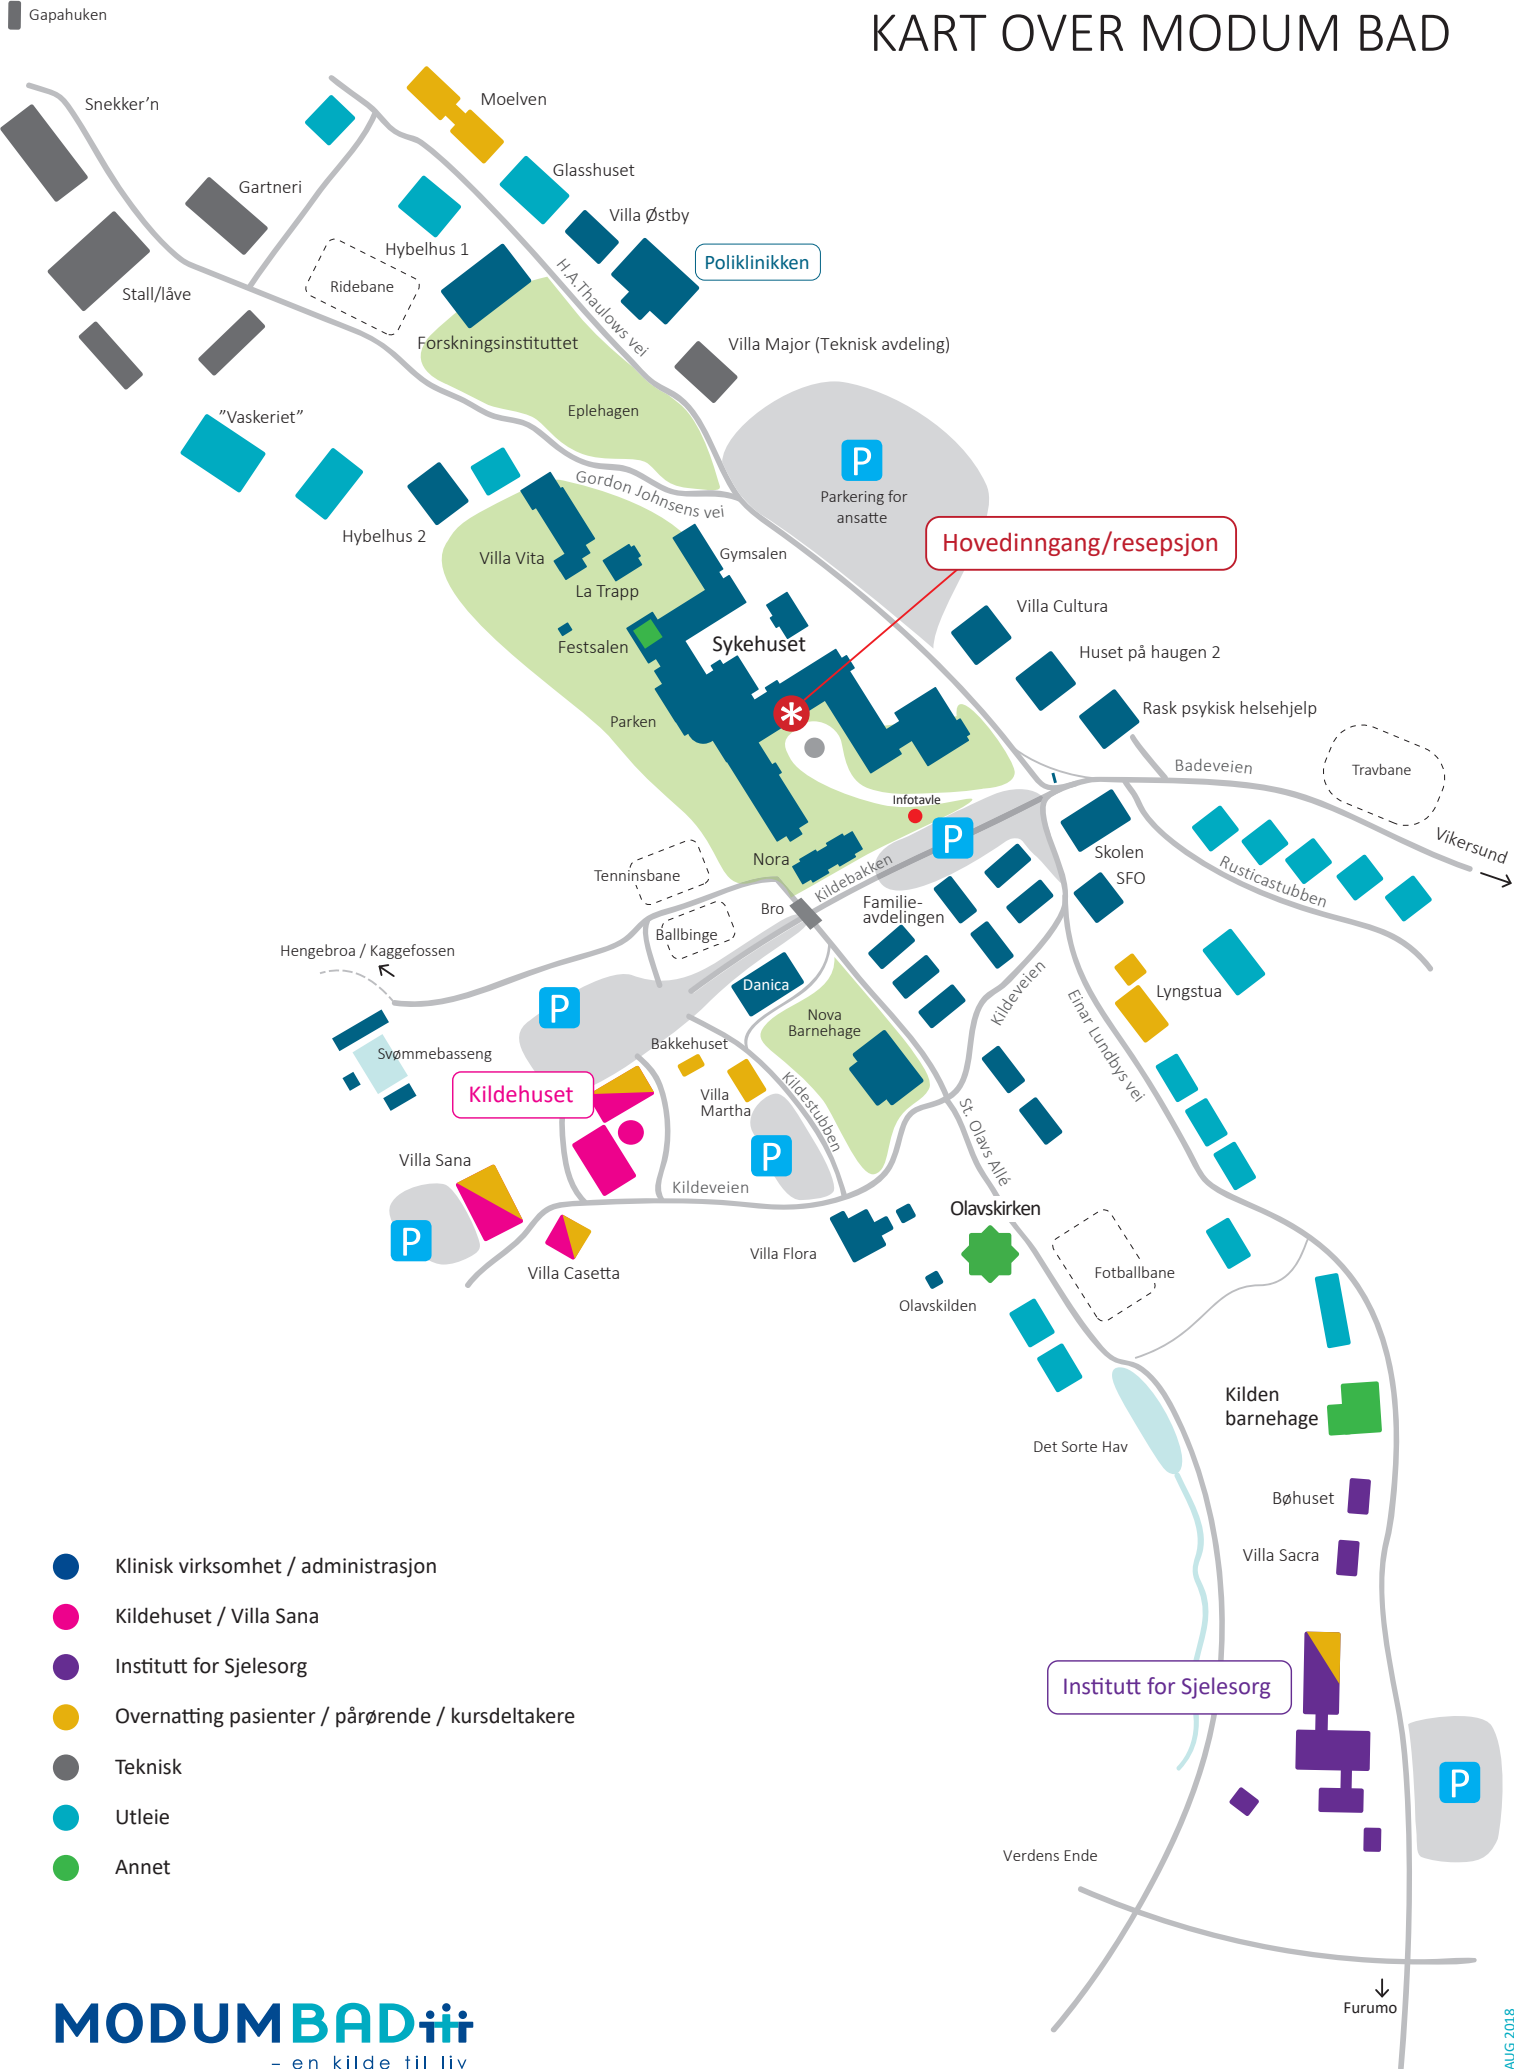 Gapahuken
KART OVER MODUM BAD
Snekker’n
Moelven
Glasshuset
Gartneri
Villa Østby
Hybelhus 1
Poliklinikken
Ridebane
Stall/låve
H.A.Thaulows vei
Forskningsinstituttet
Villa Major (Teknisk avdeling)
Eplehagen
”Vaskeriet”
P
Parkering for
ansatte
Gordon Johnsens vei
Hybelhus 2
Hovedinngang/resepsjon
Villa Vita
Gymsalen
La Trapp
Villa Cultura
Festsalen
Sykehuset
Huset på haugen 2
Parken
Rask psykisk helsehjelp
Badeveien
Travbane
Infotavle
P
Vikersund
Skolen
Nora
Kildebakken
Tenninsbane
SFO
Rusticastubben
Bro
Familie-
avdelingen
Ballbinge
Hengebroa / Kaggefossen
Danica
Lyngstua
P
Nova
Barnehage
Kildeveien
Einar Lundbys vei
Bakkehuset
Svømmebasseng
Kildehuset
Villa
Martha
Kildestubben
St. Olavs Allé
P
Villa Sana
Kildeveien
Olavskirken
P
Villa Flora
Villa Casetta
Fotballbane
Olavskilden
Kilden
barnehage
Det Sorte Hav
Bøhuset
Villa Sacra
Klinisk virksomhet / administrasjon
Kildehuset / Villa Sana
Institutt for Sjelesorg
Overnatting pasienter / pårørende / kursdeltakere
Teknisk
Utleie
Annet
Institutt for Sjelesorg
P
Verdens Ende
Furumo
MODUMBAD
– en kilde til liv
AUG 2018